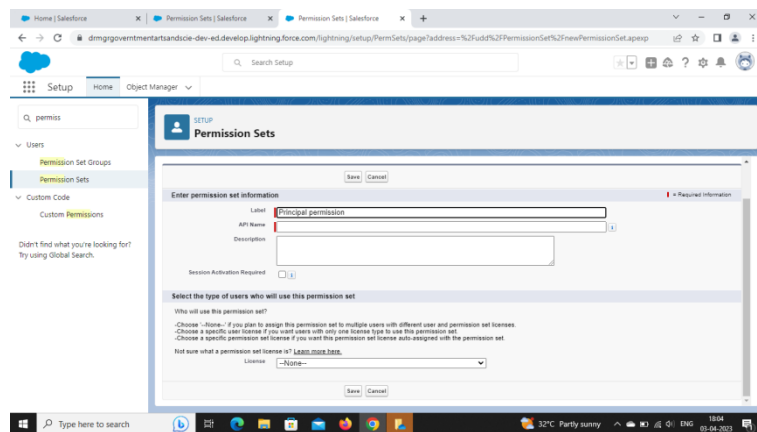 Home | Salesforce
Permission Sets | Salesforce
Permission Sets | Salesforce
drmgrgovernmentartsandscie-dev-ed.develop.lightning.force.com/lightning/setup/PermSets/page?address=%2Fudd%2FPermissionSet%2FnewPermissionSet.apexp
Search Setup
Setup Home Object Manager
permiss
Users
Permission Set Groups
Permission Sets
Custom Code
Custom Permissions
Didn't find what you're looking for?
Try using Global Search.
SETUP
Permission Sets
Save Cancel
Enter permission set information
= Required Information
Label Principal permission
API Name
Description
Session Activation Required
Select the type of users who will use this permission set
Who will use this permission set?
-Choose '--None--' if you plan to assign this permission set to multiple users with different user and permission set licenses.
-Choose a specific user license if you want users with only one license type to use this permission set.
-Choose a specific permission set license if you want this permission set license auto-assigned with the permission set.
Not sure what a permission set license is? Learn more here.
License --None--
Save Cancel
Type here to search
32°C Partly sunny
ENG
18:04
03-04-2023